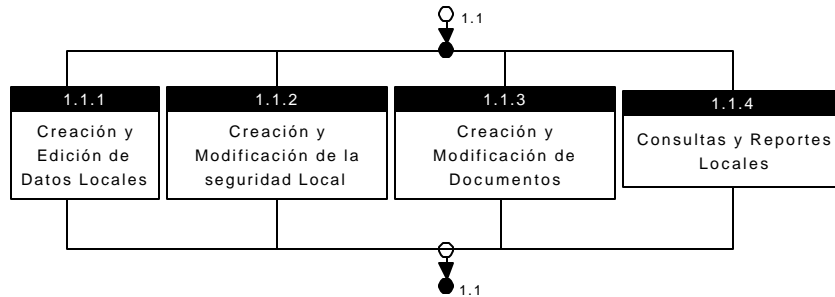 1.1
1.1.1
Creación y
Edición de
Datos Locales
1.1.2
Creación y
Modificación de la
seguridad Local
1.1.3
Creación y
Modificación de
Documentos
1.1.4
Consultas y Reportes
Locales
1.1